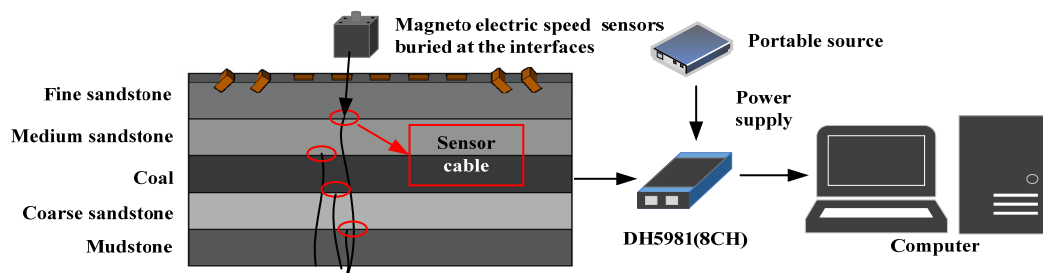 Magneto electric speed sensors
buried at the interfaces
Portable source
Fine sandstone
Medium sandstone
Coal
Coarse sandstone
Mudstone
Sensor
cable
Power
supply
DH5981(8CH)
Computer